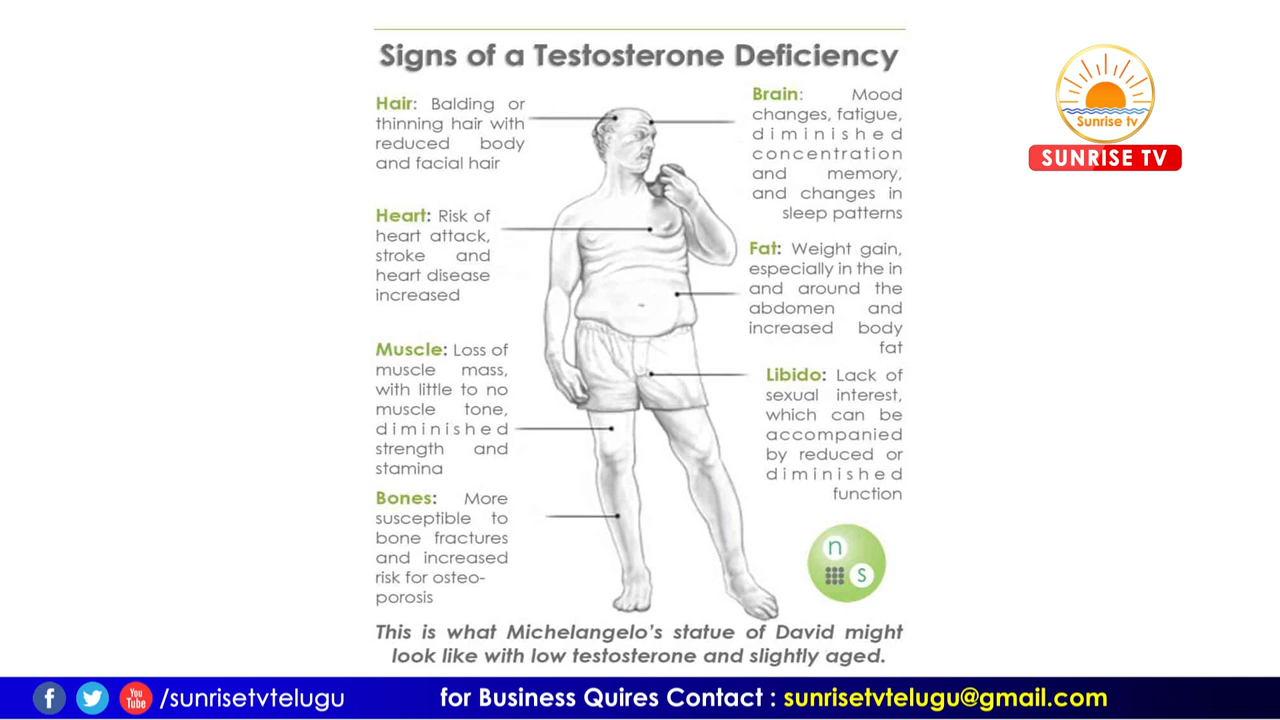 Signs of a Testosterone Deficiency
Hair: Balding or
thinning hair with
reduced body
and facial hair
Heart: Risk of
heart attack,
stroke and
heart disease
increased
Muscle: Loss of
muscle mass,
with little to no
muscle tone,
diminished
strength and
stamina
Bones: More
susceptible to
bone fractures
and increased
risk for osteo-
porosis
Brain: Mood
changes, fatigue,
diminished
concentration
and memory,
and changes in
sleep patterns
Fat: Weight gain,
especially in the in
and around the
abdomen and
increased body
fat
Libido: Lack of
sexual interest,
which can be
accompanied
by reduced or
diminished
function
n
s
This is what Michelangelo's statue of David might
look like with low testosterone and slightly aged.
Sunrise tv
SUNRISE TV
f You Tube /sunrisetvtelugu for Business Quires Contact : sunrisetvtelugu@gmail.com